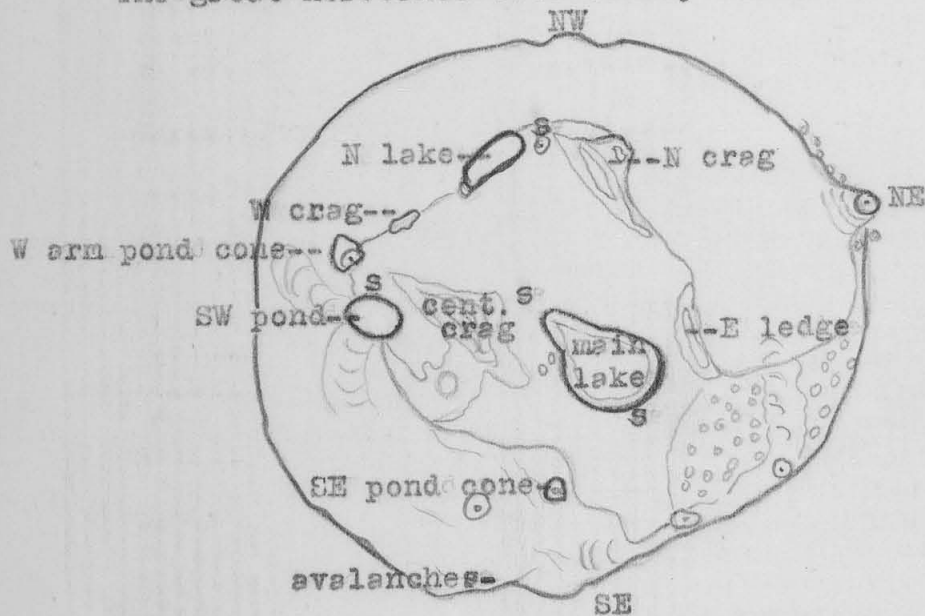 NW
S
N lake--
--N crag
NE
W crag--
W arm pond cone--
S
S
cent.
crag
SW pond--
--E ledge
main
lake
S
SE pond cone-
avalanches-
SE